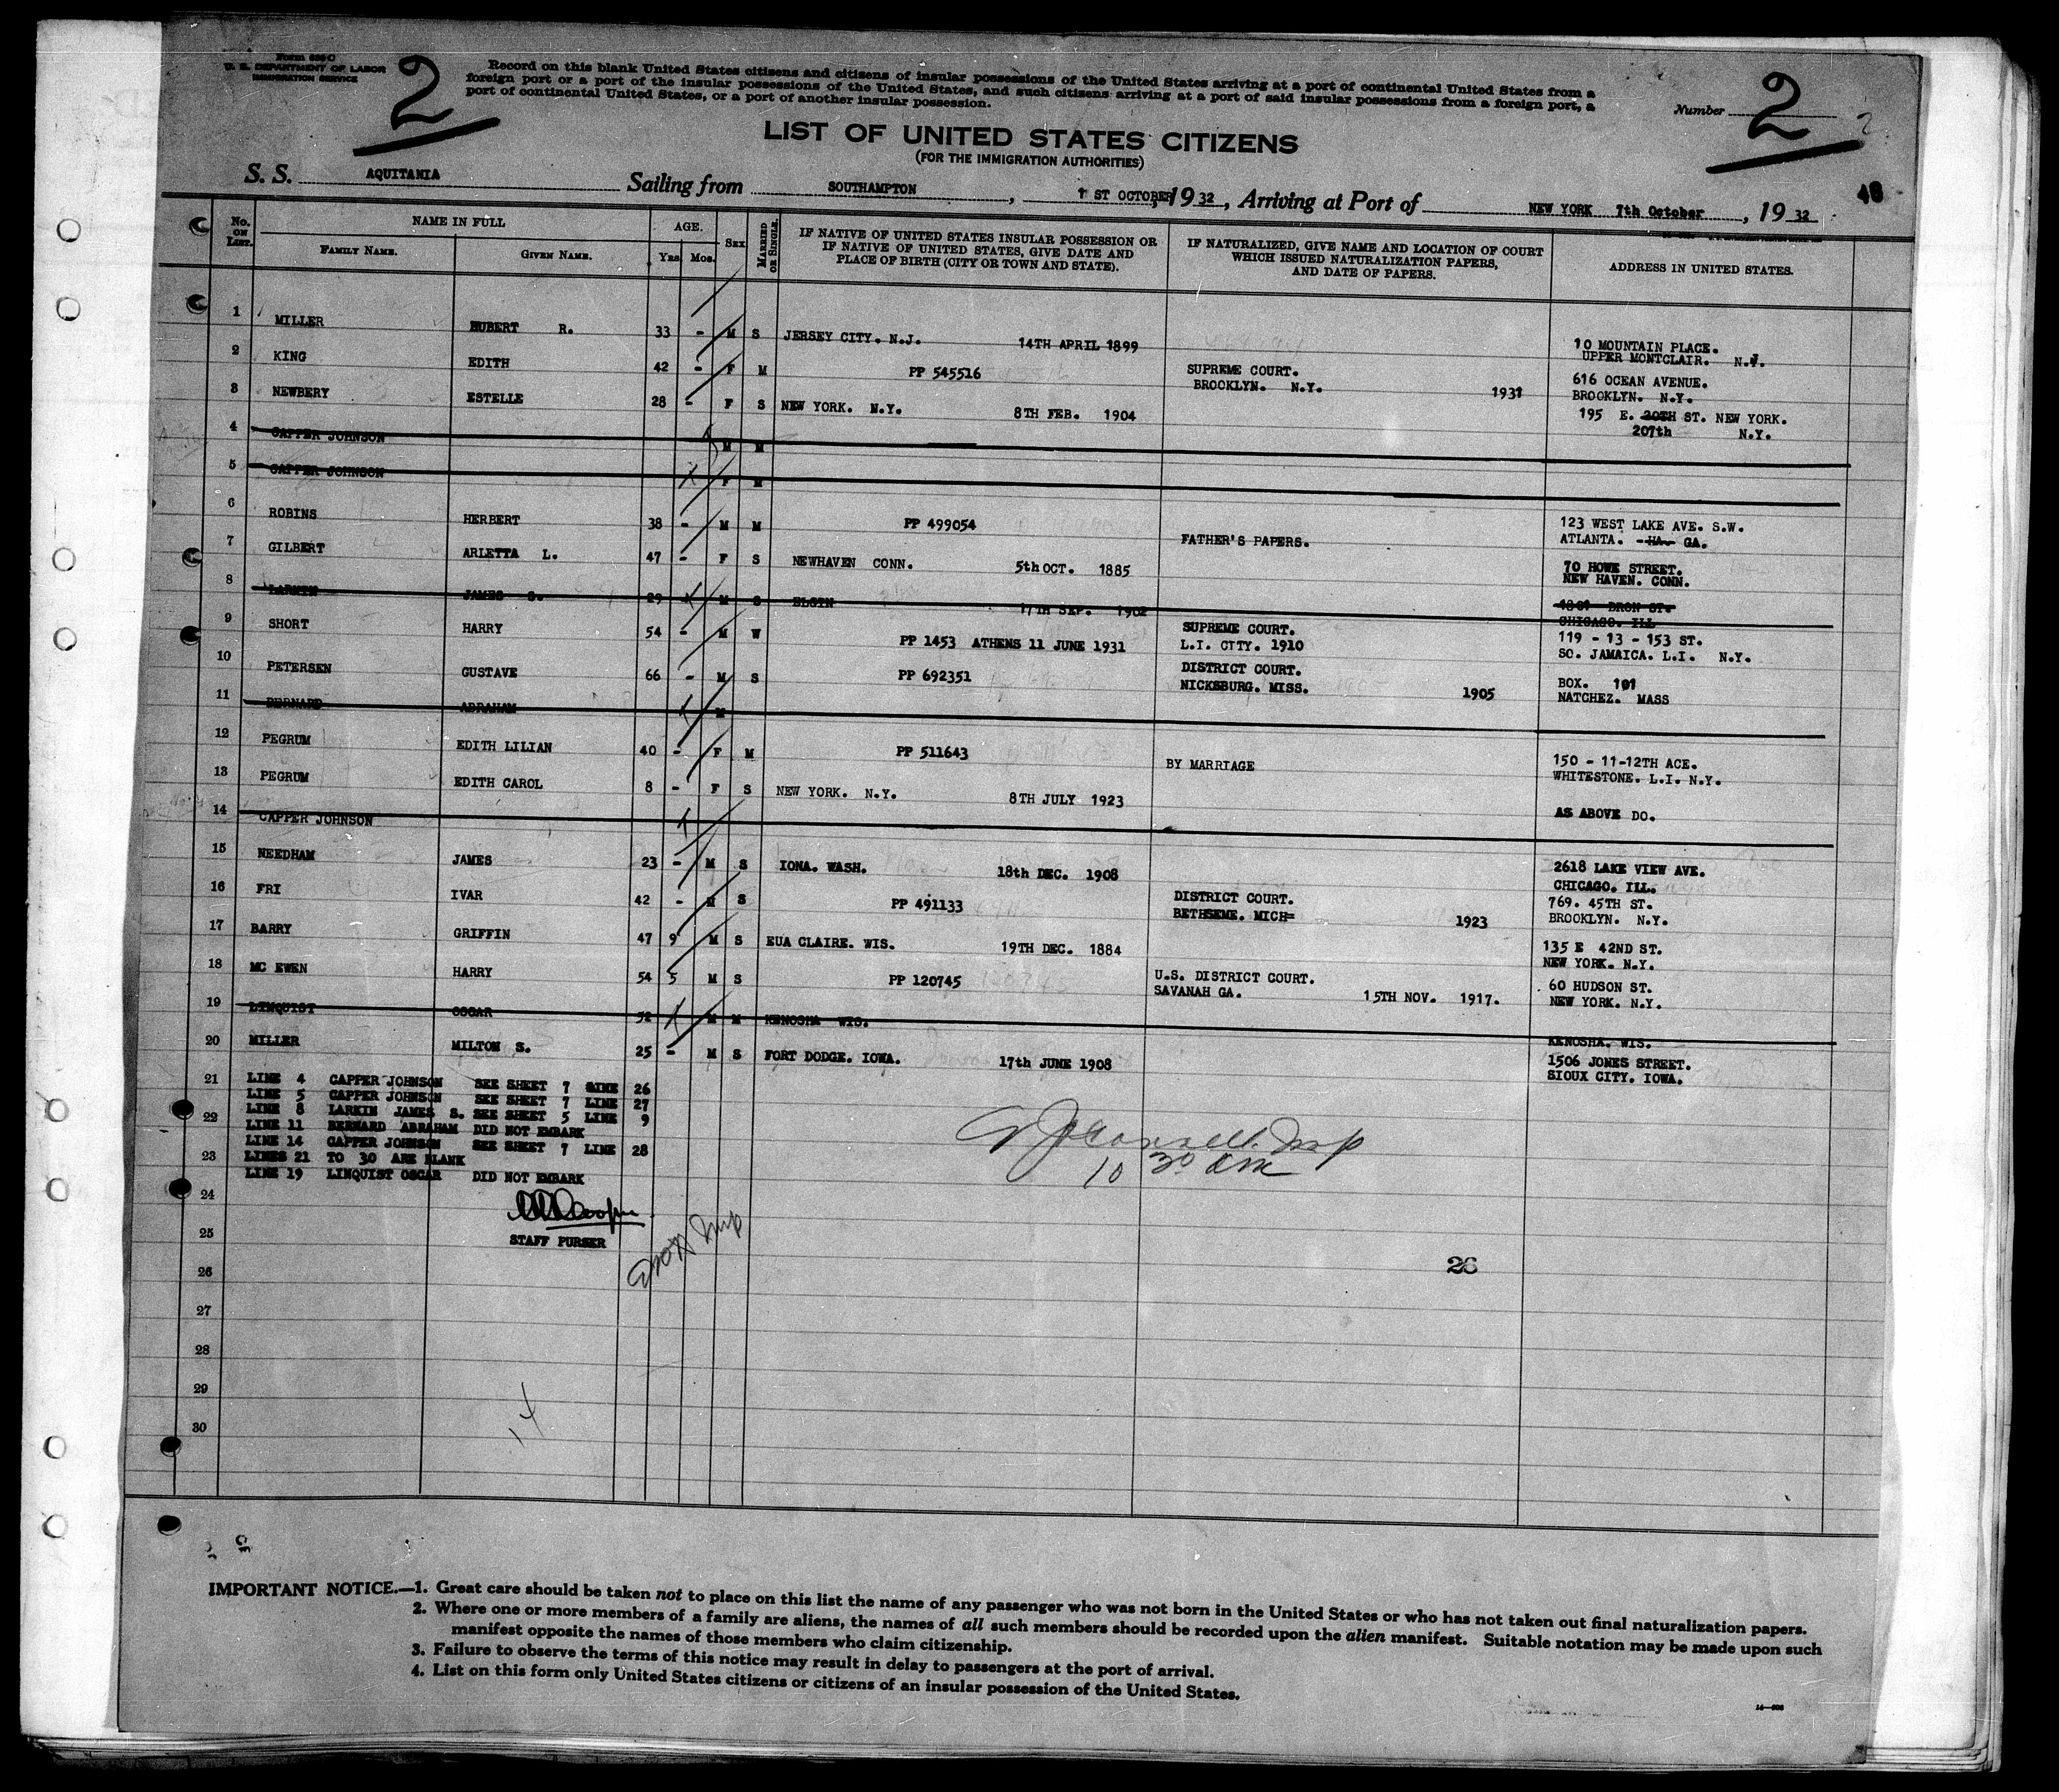 Form 630 C
U. S. DEPARTMENT OF LABOR
IMMIGRATION SERVICE
2
Record on this blank United States citizens and citizens of insular possessions of the United States arriving at a port of continental United States from a
foreign port or a port of the insular possessions of the United States, and such citizens arriving at a port of said insular possessions from a foreign port, a
port of continental United States, or a port of another insular possession.
Number 2
LIST OF UNITED STATES CITIZENS
(FOR THE IMMIGRATION AUTHORITIES)
S. S. AQUITANIA Sailing from SOUTHAMPTON, 1 ST OCTOBER, 19 32, Arriving at Port of NEW YORK 7th October, 19 32
48
No. ON LIST. NAME IN FULL AGE. SEX MARRIED OR SINGLE. IF NATIVE OF UNITED STATES INSULAR POSSESSION OR IF NATIVE OF UNITED STATES, GIVE DATE AND PLACE OF BIRTH (CITY OR TOWN AND STATE). IF NATURALIZED, GIVE NAME AND LOCATION OF COURT WHICH ISSUED NATURALIZATION PAPERS, AND DATE OF PAPERS. ADDRESS IN UNITED STATES.
FAMILY NAME. GIVEN NAME. Yrs. Mos.
1 MILLER HUBERT R. 33 - M S JERSEY CITY. N.J. 14TH APRIL 1899 10 MOUNTAIN PLACE.
UPPER MONTCLAIR. N.J.
2 KING EDITH 42 - F M PP 545516 SUPREME COURT. 616 OCEAN AVENUE.
BROOKLYN. N.Y. 1931 BROOKLYN. N.Y.
3 NEWBERY ESTELLE 28 - F S NEW YORK. N.Y. 8TH FEB. 1904 195 E. 20TH ST. NEW YORK.
207th N.Y.
4 CAPPER JOHNSON M M
5 CAPPER JOHNSON F M
6 ROBINS HERBERT 38 - M M PP 499054 FATHER'S PAPERS. 123 WEST LAKE AVE. S.W.
ATLANTA. -HA- GA.
7 GILBERT ARLETTA L. 47 - F S NEWHAVEN CONN. 5th OCT. 1885 70 HOWE STREET.
NEW HAVEN. CONN.
8 LARKIN JAMES S. 29 M S ELGIN 17TH SEP. 1902 DRON ST.
CHICAGO. ILL
9 SHORT HARRY 54 - M W PP 1453 ATHENS 11 JUNE 1931 SUPREME COURT. 119 - 13 - 153 ST.
L.I. CITY. 1910 SO. JAMAICA. L.I. N.Y.
10 PETERSEN GUSTAVE 66 - M S PP 692351 DISTRICT COURT. BOX. 101
NICKSBURG. MISS. 1905 NATCHEZ. MASS
11 BERNARD ABRAHAM M
12 PEGRUM EDITH LILIAN 40 - F M PP 511643 BY MARRIAGE 150 - 11-12TH ACE.
WHITESTONE. L.I. N.Y.
13 PEGRUM EDITH CAROL 8 - F S NEW YORK. N.Y. 8TH JULY 1923 AS ABOVE DO.
14 CAPPER JOHNSON
15 NEEDHAM JAMES 23 - M S IONA. WASH. 18th DEC. 1908 2618 LAKE VIEW AVE.
CHICAGO. ILL.
16 FRI IVAR 42 - M S PP 491133 DISTRICT COURT. 769. 45TH ST.
BETHSEME. MICH= 1923 BROOKLYN. N.Y.
17 BARRY GRIFFIN 47 9 M S EUA CLAIRE. WIS. 19TH DEC. 1884 135 E 42ND ST.
NEW YORK. N.Y.
18 MC EWEN HARRY 54 5 M S PP 120745 U.S. DISTRICT COURT. 60 HUDSON ST.
SAVANAH GA. 15TH NOV. 1917. NEW YORK. N.Y.
19 LINQUIST OSCAR 52 M M KENOSHA WIS. KENOSHA. WIS.
20 MILLER MILTON S. 25 - M S FORT DODGE. IOWA. 17th JUNE 1908 1506 JONES STREET.
SIOUX CITY. IOWA.
21 LINE 4 CAPPER JOHNSON SEE SHEET 7 LINE 26
LINE 5 CAPPER JOHNSON SEE SHEET 7 LINE 27
22 LINE 8 LARKIN JAMES S. SEE SHEET 5 LINE 9
LINE 11 BERNARD ABRAHAM DID NOT EMBARK
LINE 14 CAPPER JOHNSON SEE SHEET 7 LINE 28
23 LINES 21 TO 30 ARE BLANK
LINE 19 LINQUIST OSCAR DID NOT EMBARK
10 30 AM
24
STAFF PURSER
25
26 26
27
28
29
14
30
IMPORTANT NOTICE.—1. Great care should be taken not to place on this list the name of any passenger who was not born in the United States or who has not taken out final naturalization papers.
2. Where one or more members of a family are aliens, the names of all such members should be recorded upon the alien manifest. Suitable notation may be made upon such
manifest opposite the names of those members who claim citizenship.
3. Failure to observe the terms of this notice may result in delay to passengers at the port of arrival.
4. List on this form only United States citizens or citizens of an insular possession of the United States.